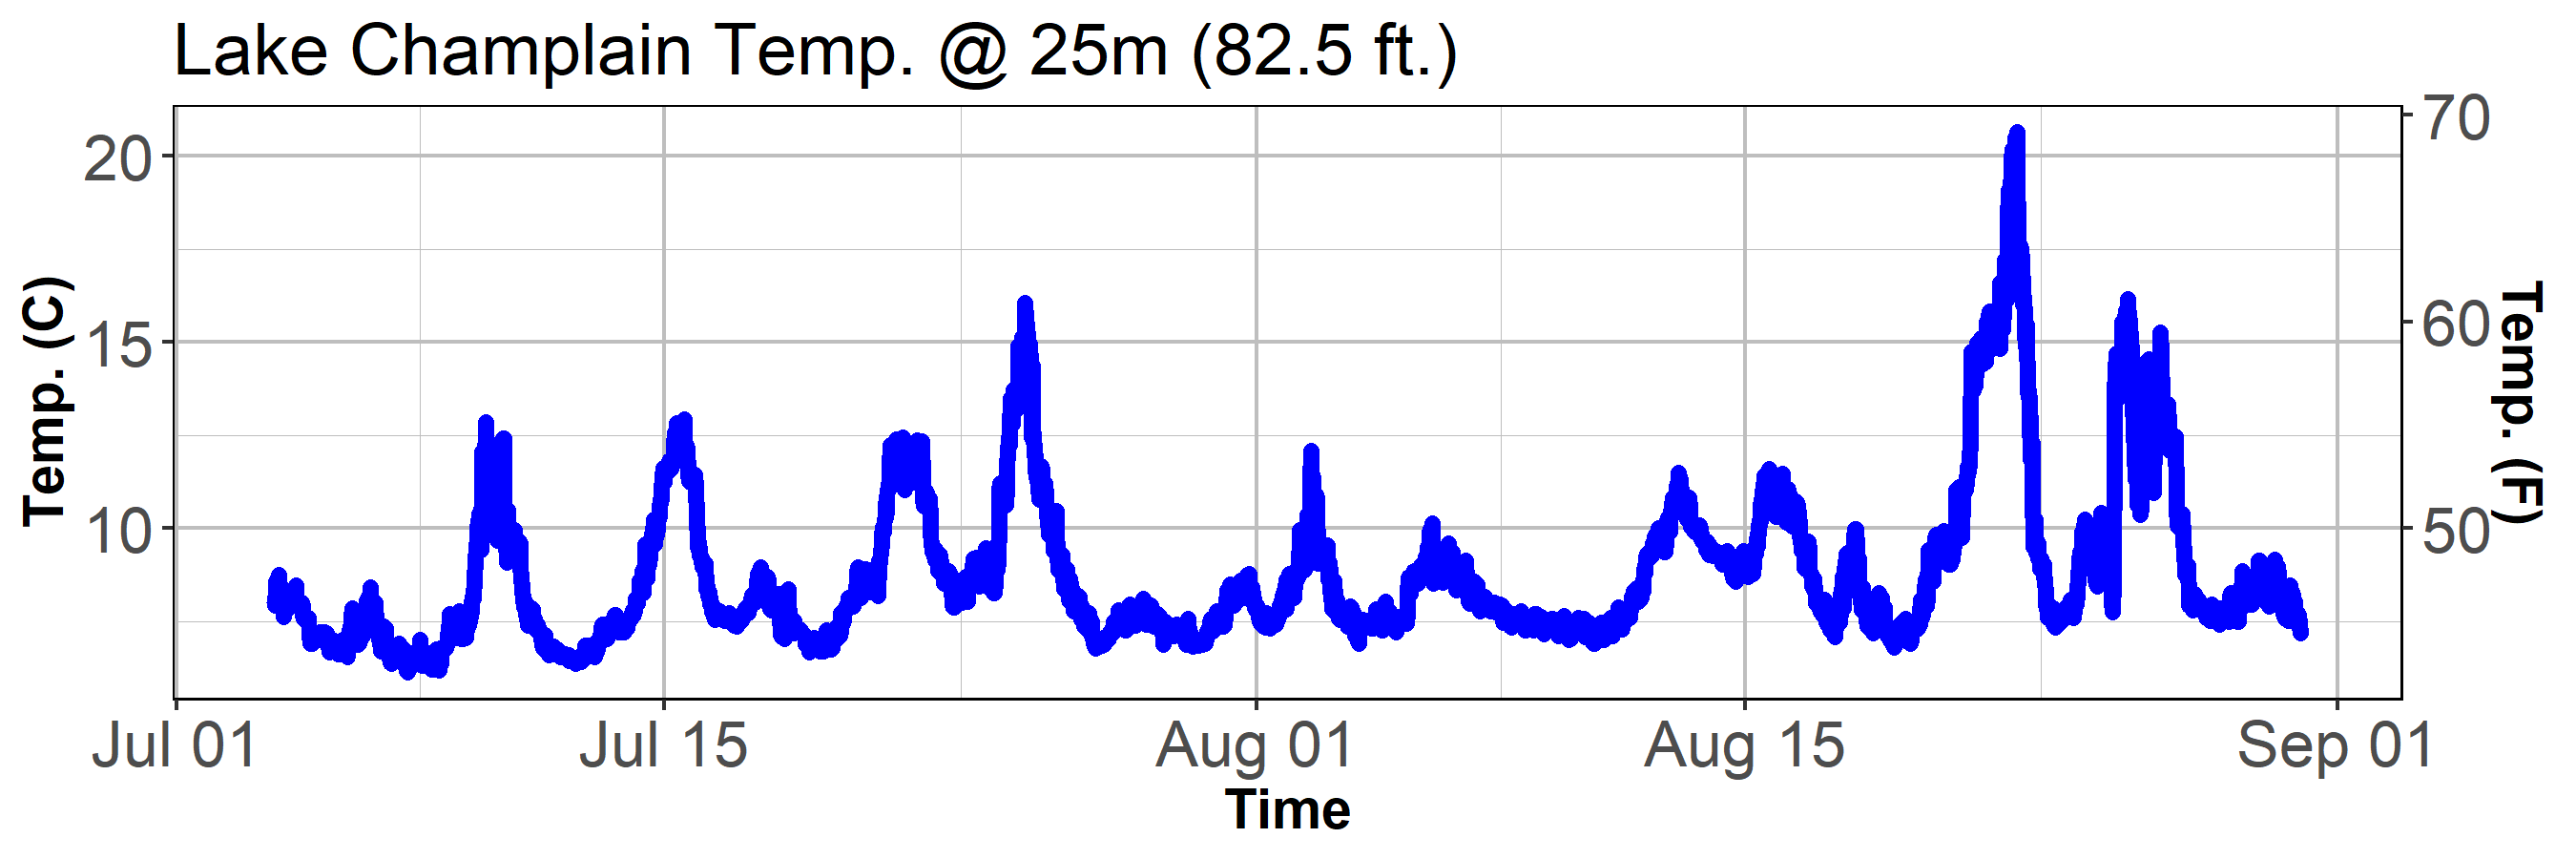 Lake Champlain Temp. @ 25m (82.5 ft.)
Temp. (C)
20
15
10
70
60
50
Temp. (F)
Jul 01
Jul 15
Aug 01
Aug 15
Sep 01
Time